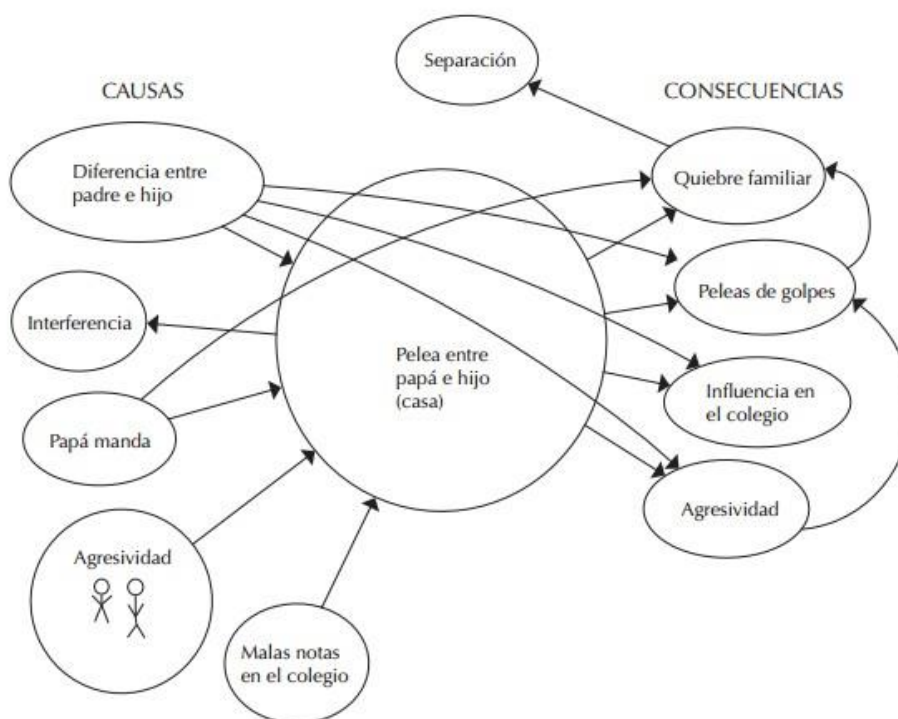 Separación
CAUSAS
CONSECUENCIAS
Diferencia entre
padre e hijo
Quiebre familiar
Interferencia
Peleas de golpes
Pelea entre
papá e hijo
(casa)
Influencia en
el colegio
Papá manda
Agresividad
Agresividad
Malas notas
en el colegio